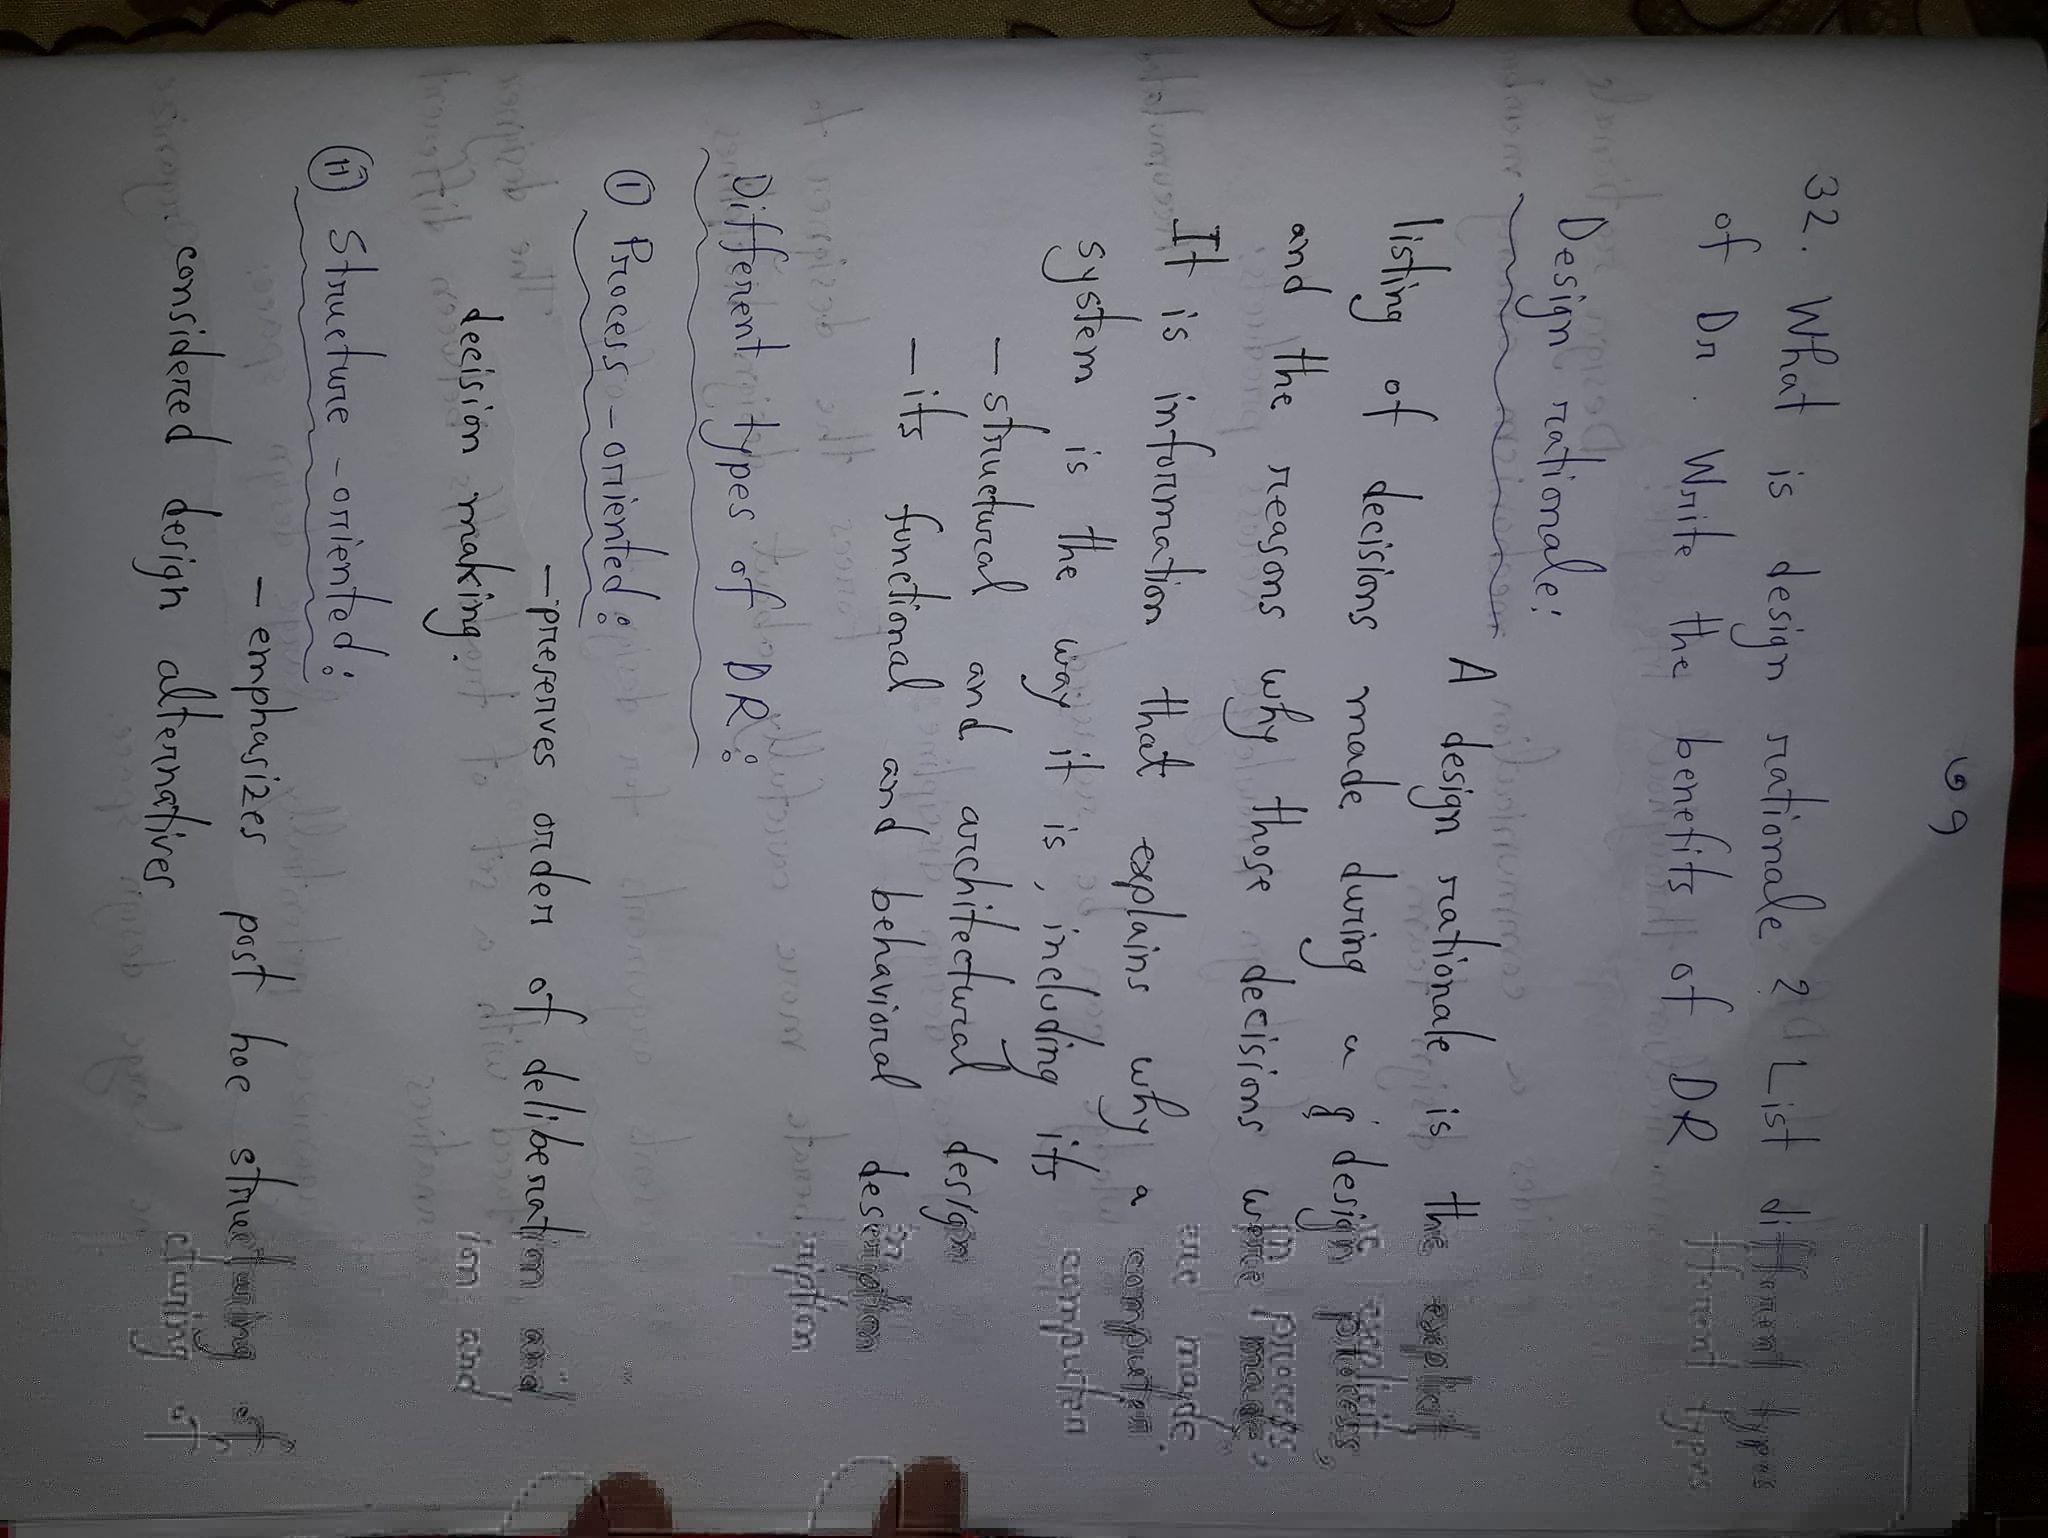 ৩৭
32. What is design rationale? List different types
of Dr. Write the benefits of DR.
Design rationale:
A design rationale is the explicit
listing of decisions made during a design process,
and the reasons why those decisions were made.
It is information that explains why a computer
system is the way it is, including its
- structural and architectural design
- its functional and behavioral description
Different types of DR:
(i) Process-oriented:
- preserves order of deliberation and
decision making.
(ii) Structure-oriented:
- emphasizes post hoc structuring of
considered design alternatives.